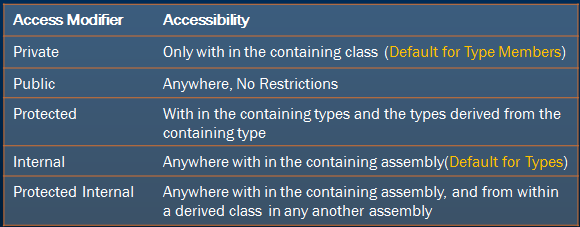 Access Modifier Accessibility
Private Only with in the containing class (Default for Type Members)
Public Anywhere, No Restrictions
Protected With in the containing types and the types derived from the
containing type
Internal Anywhere with in the containing assembly(Default for Types)
Protected Internal Anywhere with in the containing assembly, and from within
a derived class in any another assembly